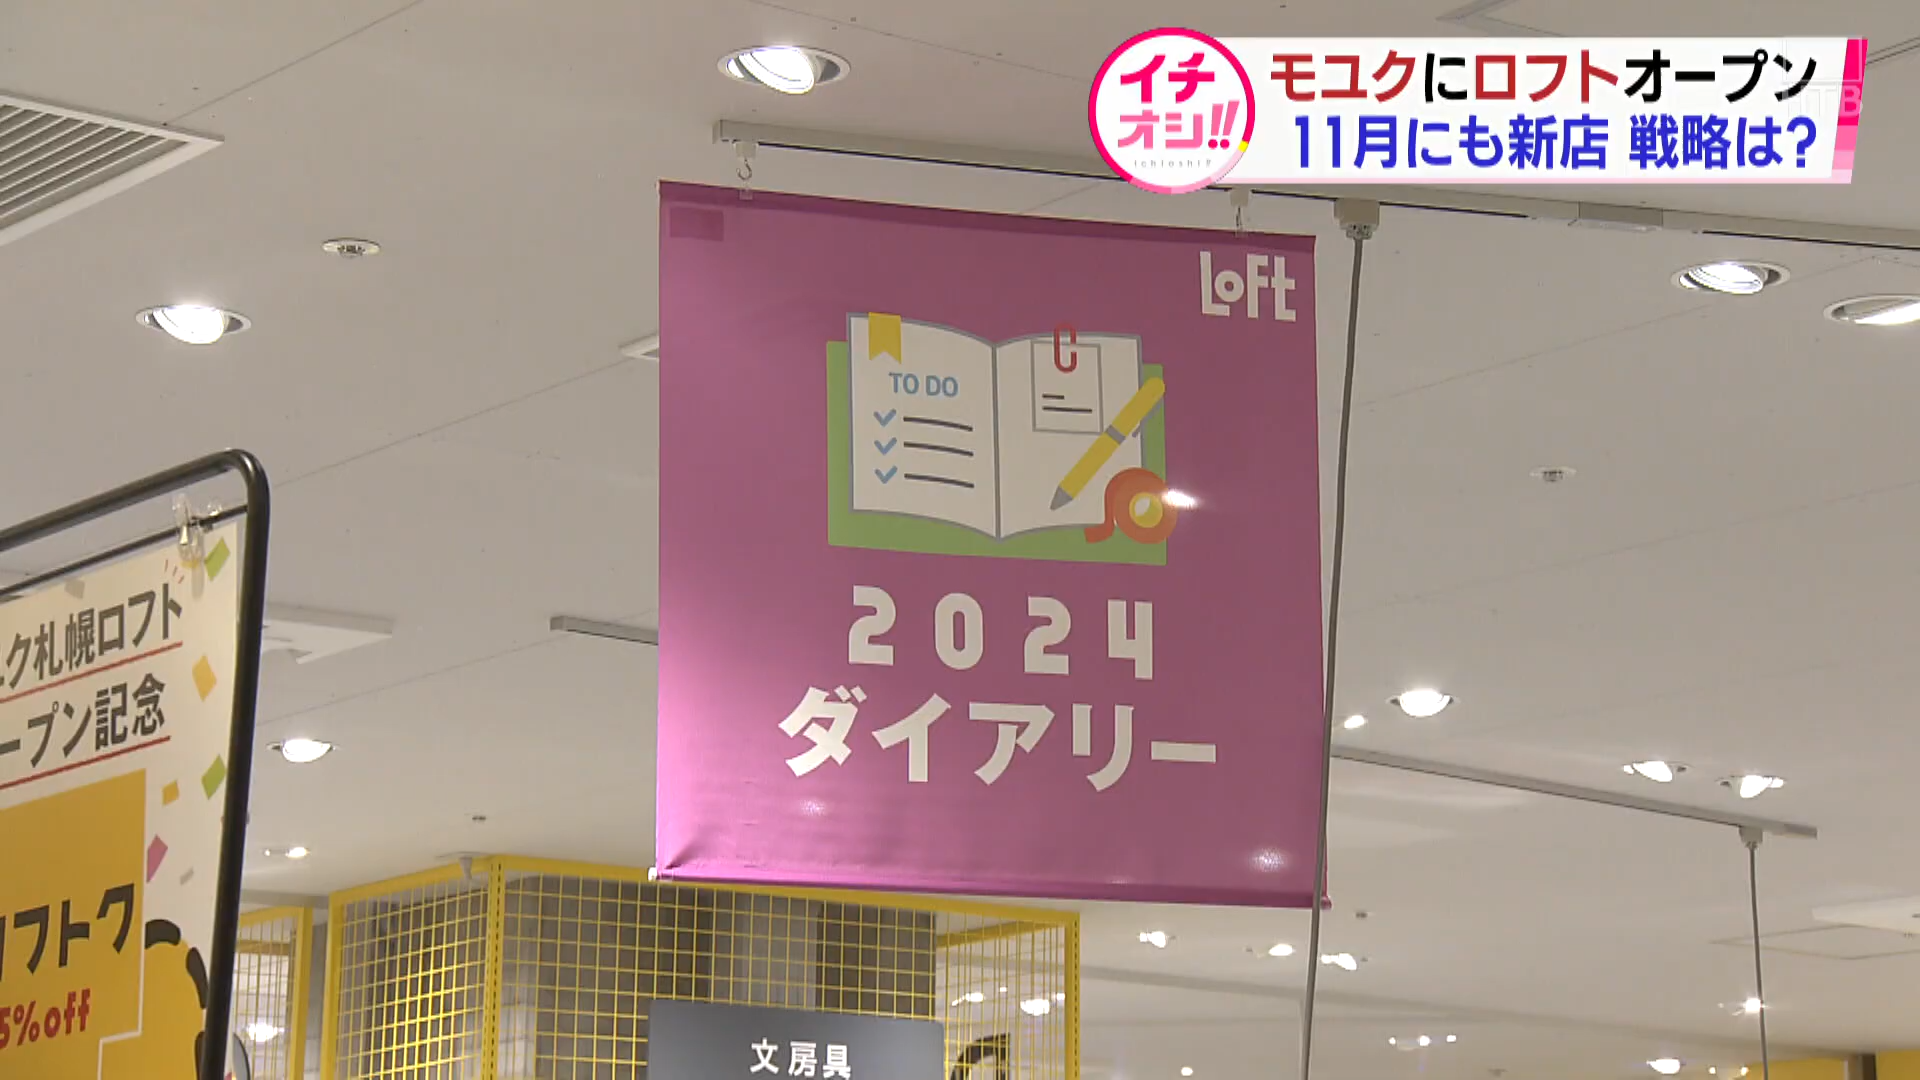 イチオシ!!
ichioshi!!
モユクにロフトオープン
11月にも新店 戦略は?
LoFt
TO DO
2024
ダイアリー
ク札幌ロフト
ープン記念
フトク
5%off
文房具